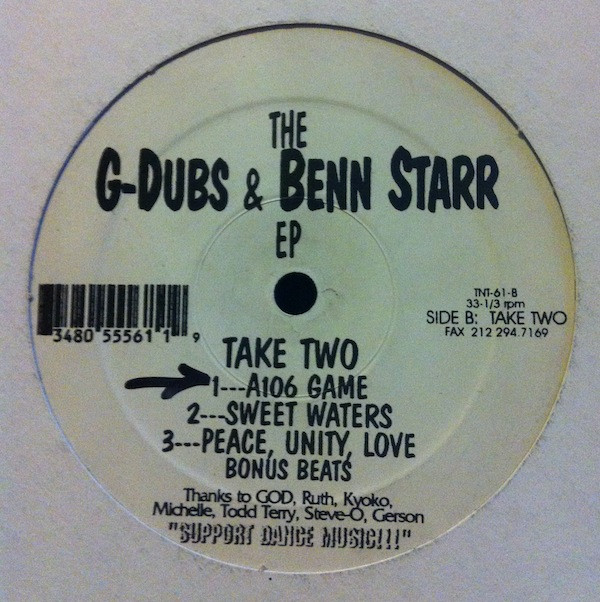 THE
G-DUBS & BENN STARR
EP
3480 55561 1 9
TNT-61-B
33-1/3 rpm
SIDE B: TAKE TWO
FAX 212 294.7169
TAKE TWO
1---A106 GAME
2---SWEET WATERS
3---PEACE, UNITY, LOVE
BONUS BEATS
Thanks to GOD, Ruth, Kyoko,
Michelle, Todd Terry, Steve-O, Gerson
"SUPPORT DANCE MUSIC!!!"